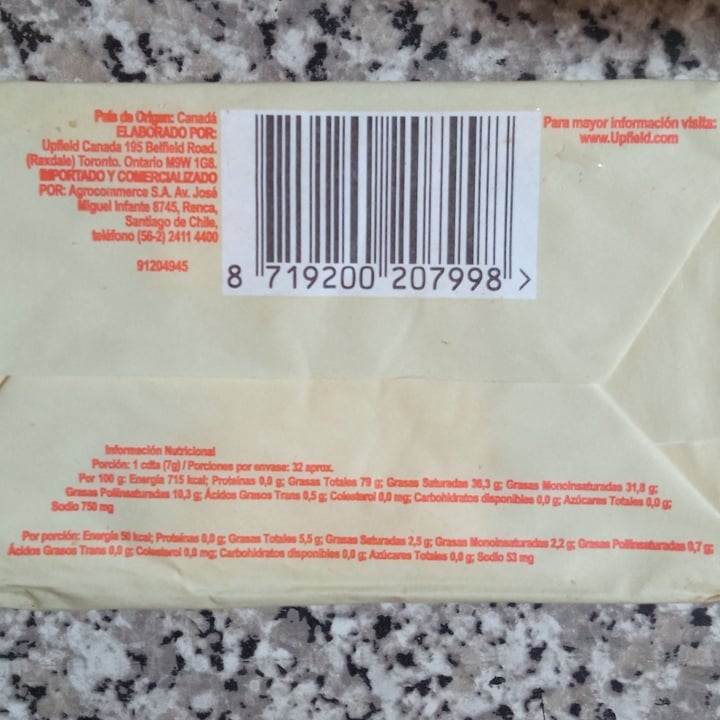 País de Origen: Canadá
ELABORADO POR:
Upfield Canada 195 Belfield Road.
(Rexdale) Toronto. Ontario M9W 1G8.
IMPORTADO Y COMERCIALIZADO
POR: Agrocommerce S.A. Av. José
Miguel Infante 8745, Renca,
Santiago de Chile,
teléfono (56-2) 2411 4400
91204945
8 719200 207998 >
Para mayor información visita:
www.Upfield.com
Información Nutricional
Porción: 1 cdta (7g) / Porciones por envase: 32 aprox.
Por 100 g: Energía 715 kcal; Proteínas 0,0 g; Grasas Totales 79 g; Grasas Saturadas 36,3 g; Grasas Monoinsaturadas 31,8 g;
Grasas Poliinsaturadas 10,3 g; Ácidos Grasos Trans 0,5 g; Colesterol 0,0 mg; Carbohidratos disponibles 0,0 g; Azúcares Totales 0,0 g;
Sodio 750 mg
Por porción: Energía 50 kcal; Proteínas 0,0 g; Grasas Totales 5,5 g; Grasas Saturadas 2,5 g; Grasas Monoinsaturadas 2,2 g; Grasas Poliinsaturadas 0,7 g;
Ácidos Grasos Trans 0,0 g; Colesterol 0,0 mg; Carbohidratos disponibles 0,0 g; Azúcares Totales 0,0 g; Sodio 53 mg